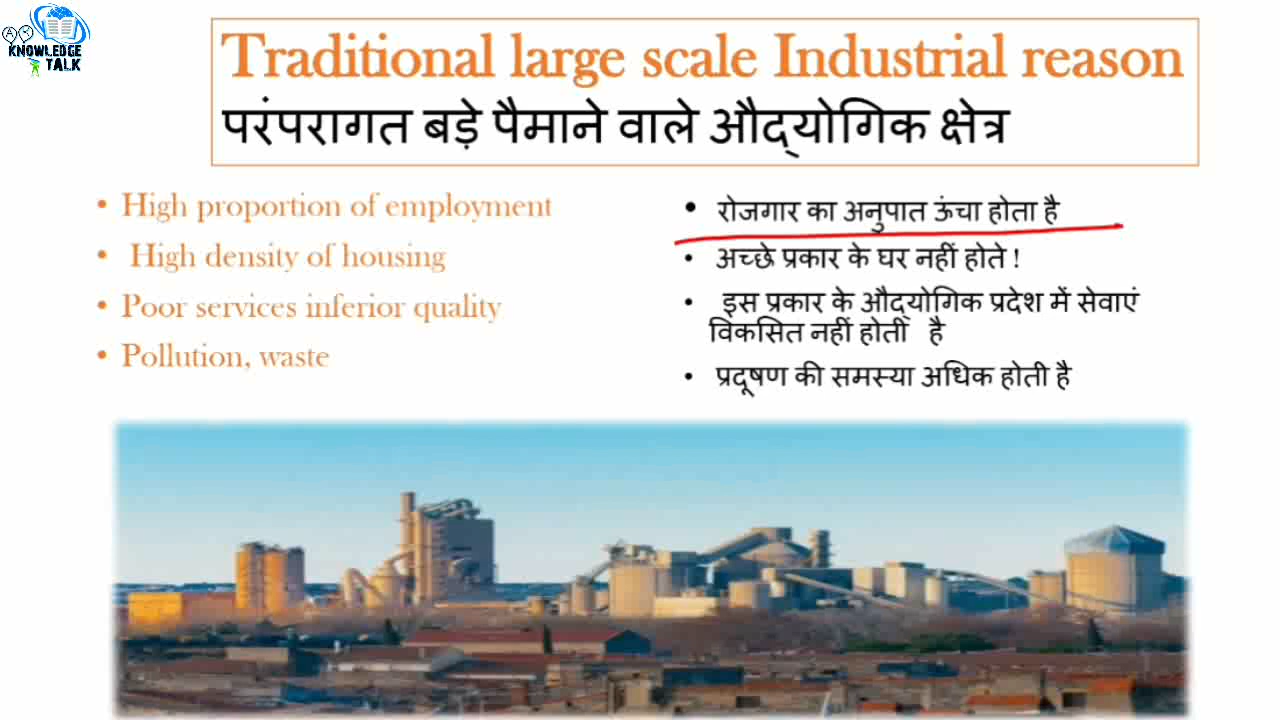 AK
KNOWLEDGE
TALK
Traditional large scale Industrial reason
परंपरागत बड़े पैमाने वाले औद्योगिक क्षेत्र
• High proportion of employment
• High density of housing
• Poor services inferior quality
• Pollution, waste
• रोजगार का अनुपात ऊंचा होता है
• अच्छे प्रकार के घर नहीं होते !
• इस प्रकार के औद्योगिक प्रदेश में सेवाएं
विकसित नहीं होती है
• प्रदूषण की समस्या अधिक होती है